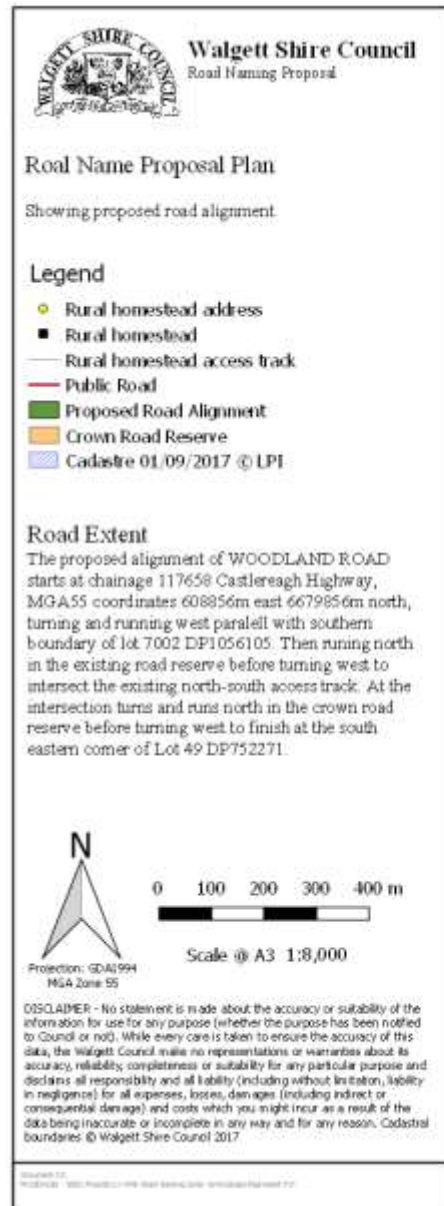 WALGETT SHIRE COUNCIL
Walgett Shire Council
Road Naming Proposal
Roal Name Proposal Plan
Showing proposed road alignment
Legend
Rural homestead address
Rural homestead
Rural homestead access track
Public Road
Proposed Road Alignment
Crown Road Reserve
Cadastre 01/09/2017 © LPI
Road Extent
The proposed alignment of WOODLAND ROAD
starts at chainage 117658 Castlereagh Highway,
MGA55 coordinates 608856m east 6679856m north,
turning and running west paralell with southern
boundary of lot 7002 DP1056105. Then runing north
in the existing road reserve before turning west to
intersect the existing north-south access track. At the
intersection turns and runs north in the crown road
reserve before turning west to finish at the south
eastern corner of Lot 49 DP752271.
N
0 100 200 300 400 m
Scale @ A3 1:8,000
Projection: GDA1994
MGA Zone 55
DISCLAIMER - No statement is made about the accuracy or suitability of the
information for use for any purpose (whether the purpose has been notified
to Council or not). While every care is taken to ensure the accuracy of this
data, the Walgett Council make no representations or warranties about its
accuracy, reliability, completeness or suitability for any particular purpose and
disclaims all responsibility and all liability (including without limitation, liability
in negligence) for all expenses, losses, damages (including indirect or
consequential damage) and costs which you might incur as a result of the
data being inaccurate or incomplete in any way and for any reason. Cadastral
boundaries © Walgett Shire Council 2017